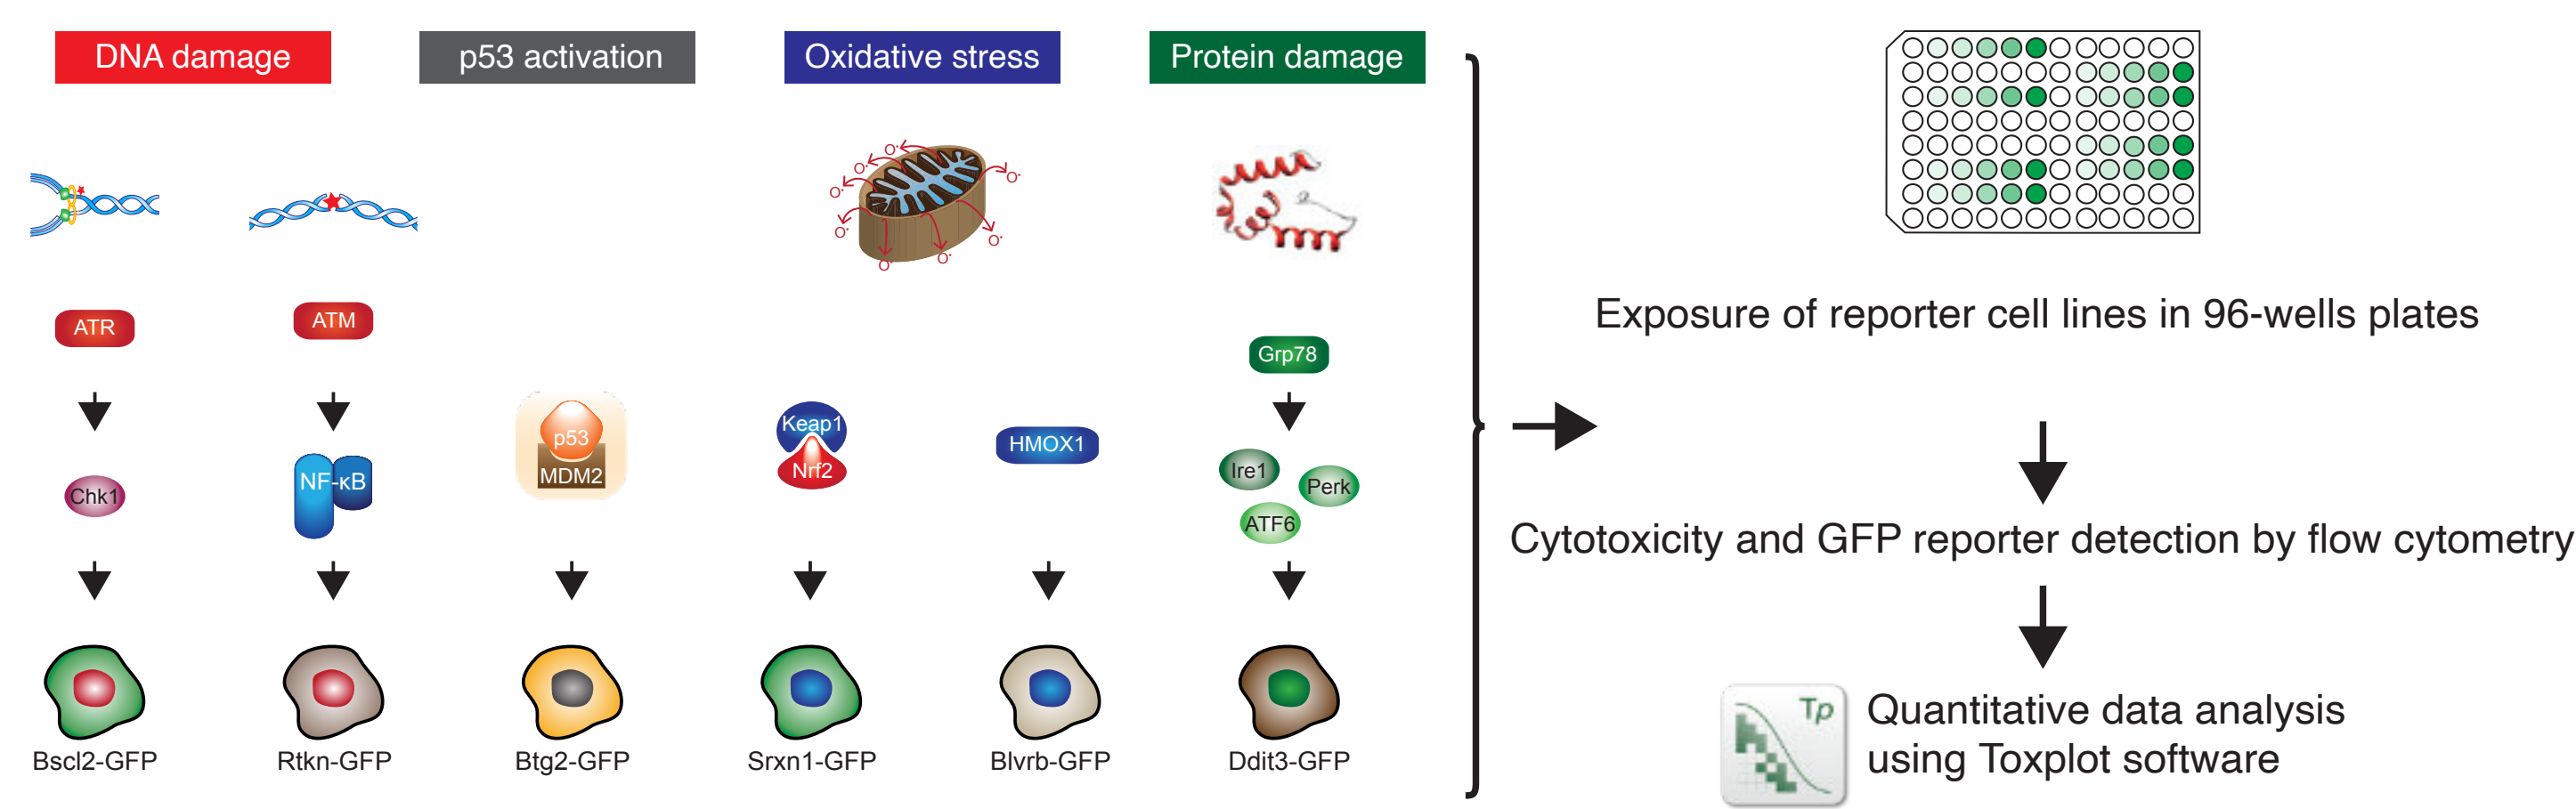 DNA damage
p53 activation
Oxidative stress
Protein damage
O·
O·
O·
O·
O·
O·
O·
O·
O·
ATR
ATM
Grp78
Chk1
NF-κB
p53
MDM2
Keap1
Nrf2
HMOX1
Ire1
Perk
ATF6
Bscl2-GFP
Rtkn-GFP
Btg2-GFP
Srxn1-GFP
Blvrb-GFP
Ddit3-GFP
Exposure of reporter cell lines in 96-wells plates
Cytotoxicity and GFP reporter detection by flow cytometry
Tp
Quantitative data analysis
using Toxplot software